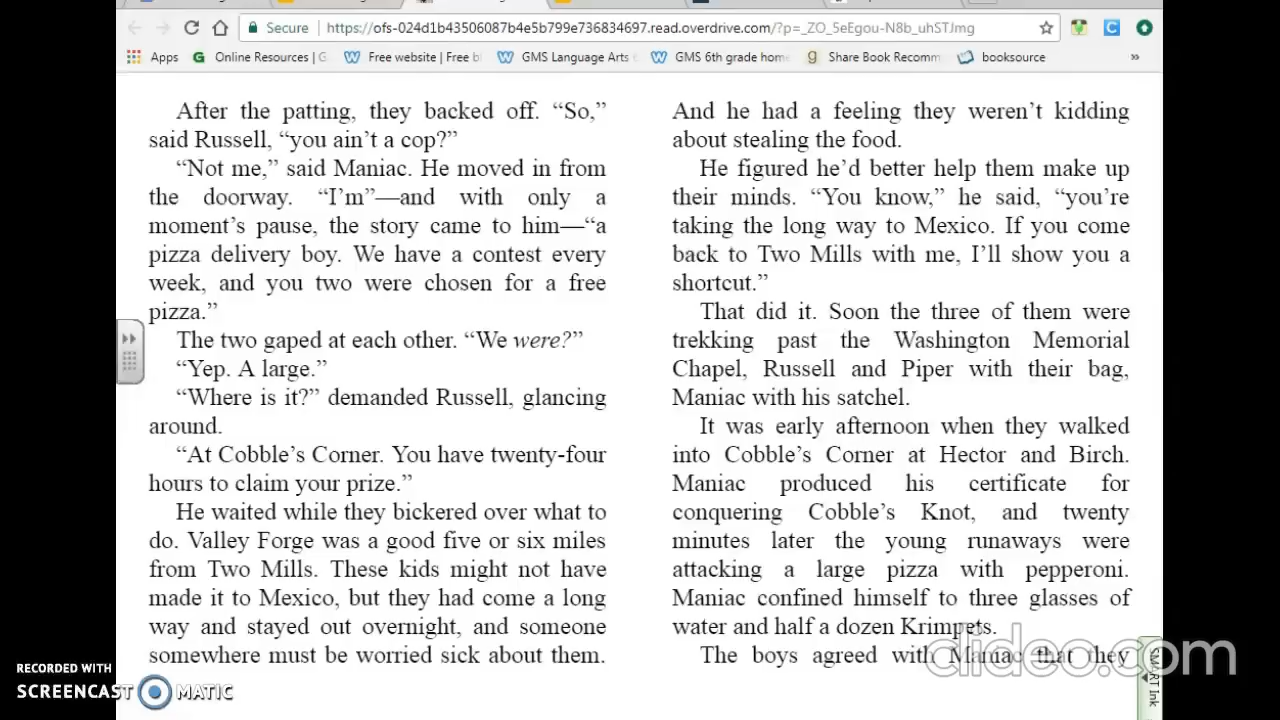 Secure
https://ofs-024d1b43506087b4e5b799e736834697.read.overdrive.com/?p=_ZO_5eEgou-N8b_uhSTJmg
Apps
Online Resources | G
Free website | Free b
GMS Language Arts
GMS 6th grade hom
Share Book Recomm
booksource
»
After the patting, they backed off. “So,”
said Russell, “you ain’t a cop?”
“Not me,” said Maniac. He moved in from
the doorway. “I’m”—and with only a
moment’s pause, the story came to him—“a
pizza delivery boy. We have a contest every
week, and you two were chosen for a free
pizza.”
The two gaped at each other. “We were?”
“Yep. A large.”
“Where is it?” demanded Russell, glancing
around.
“At Cobble’s Corner. You have twenty-four
hours to claim your prize.”
He waited while they bickered over what to
do. Valley Forge was a good five or six miles
from Two Mills. These kids might not have
made it to Mexico, but they had come a long
way and stayed out overnight, and someone
somewhere must be worried sick about them.
And he had a feeling they weren’t kidding
about stealing the food.
He figured he’d better help them make up
their minds. “You know,” he said, “you’re
taking the long way to Mexico. If you come
back to Two Mills with me, I’ll show you a
shortcut.”
That did it. Soon the three of them were
trekking past the Washington Memorial
Chapel, Russell and Piper with their bag,
Maniac with his satchel.
It was early afternoon when they walked
into Cobble’s Corner at Hector and Birch.
Maniac produced his certificate for
conquering Cobble’s Knot, and twenty
minutes later the young runaways were
attacking a large pizza with pepperoni.
Maniac confined himself to three glasses of
water and half a dozen Krimpets.
The boys agreed with Maniac that they
clideo.com
SMART Ink
RECORDED WITH
SCREENCAST MATIC